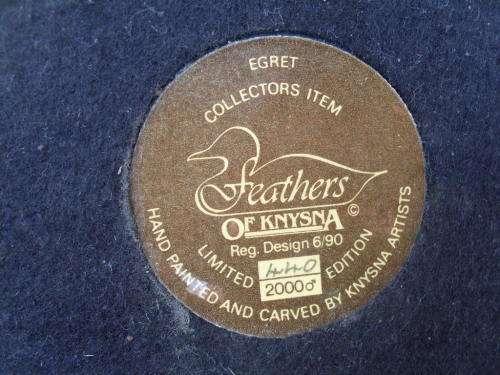 EGRET
COLLECTORS ITEM
Feathers
OF KNYSNA ©
Reg. Design 6/90
LIMITED EDITION
440
2000♂
HAND PAINTED AND CARVED BY KNYSNA ARTISTS